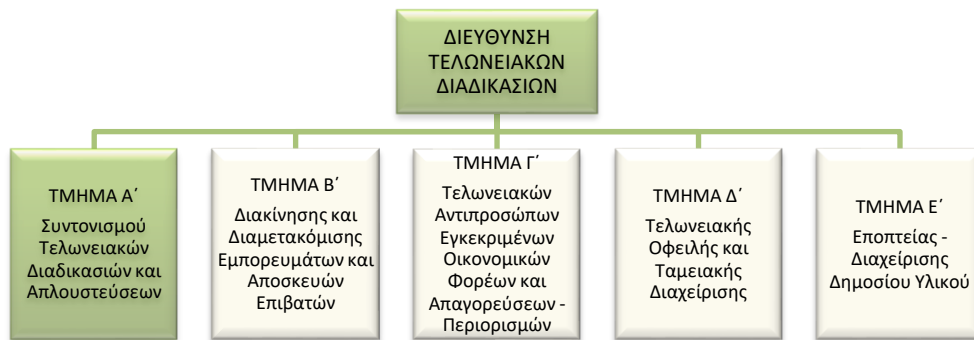 ΔΙΕΥΘΥΝΣΗ
ΤΕΛΩΝΕΙΑΚΩΝ
ΔΙΑΔΙΚΑΣΙΩΝ
ΤΜΗΜΑ Α΄
Συντονισμού
Τελωνειακών
Διαδικασιών και
Απλουστεύσεων
ΤΜΗΜΑ Β΄
Διακίνησης και
Διαμετακόμισης
Εμπορευμάτων και
Αποσκευών
Επιβατών
ΤΜΗΜΑ Γ΄
Τελωνειακών
Αντιπροσώπων
Εγκεκριμένων
Οικονομικών
Φορέων και
Απαγορεύσεων -
Περιορισμών
ΤΜΗΜΑ Δ΄
Τελωνειακής
Οφειλής και
Ταμειακής
Διαχείρισης
ΤΜΗΜΑ Ε΄
Εποπτείας -
Διαχείρισης
Δημοσίου Υλικού